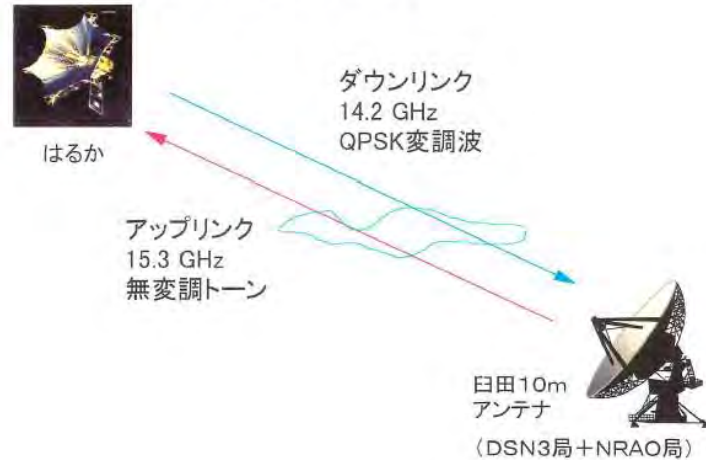 ダウンリンク
14.2 GHz
QPSK変調波
はるか
アップリンク
15.3 GHz
無変調トーン
臼田10m
アンテナ
(DSN3局+NRAO局)